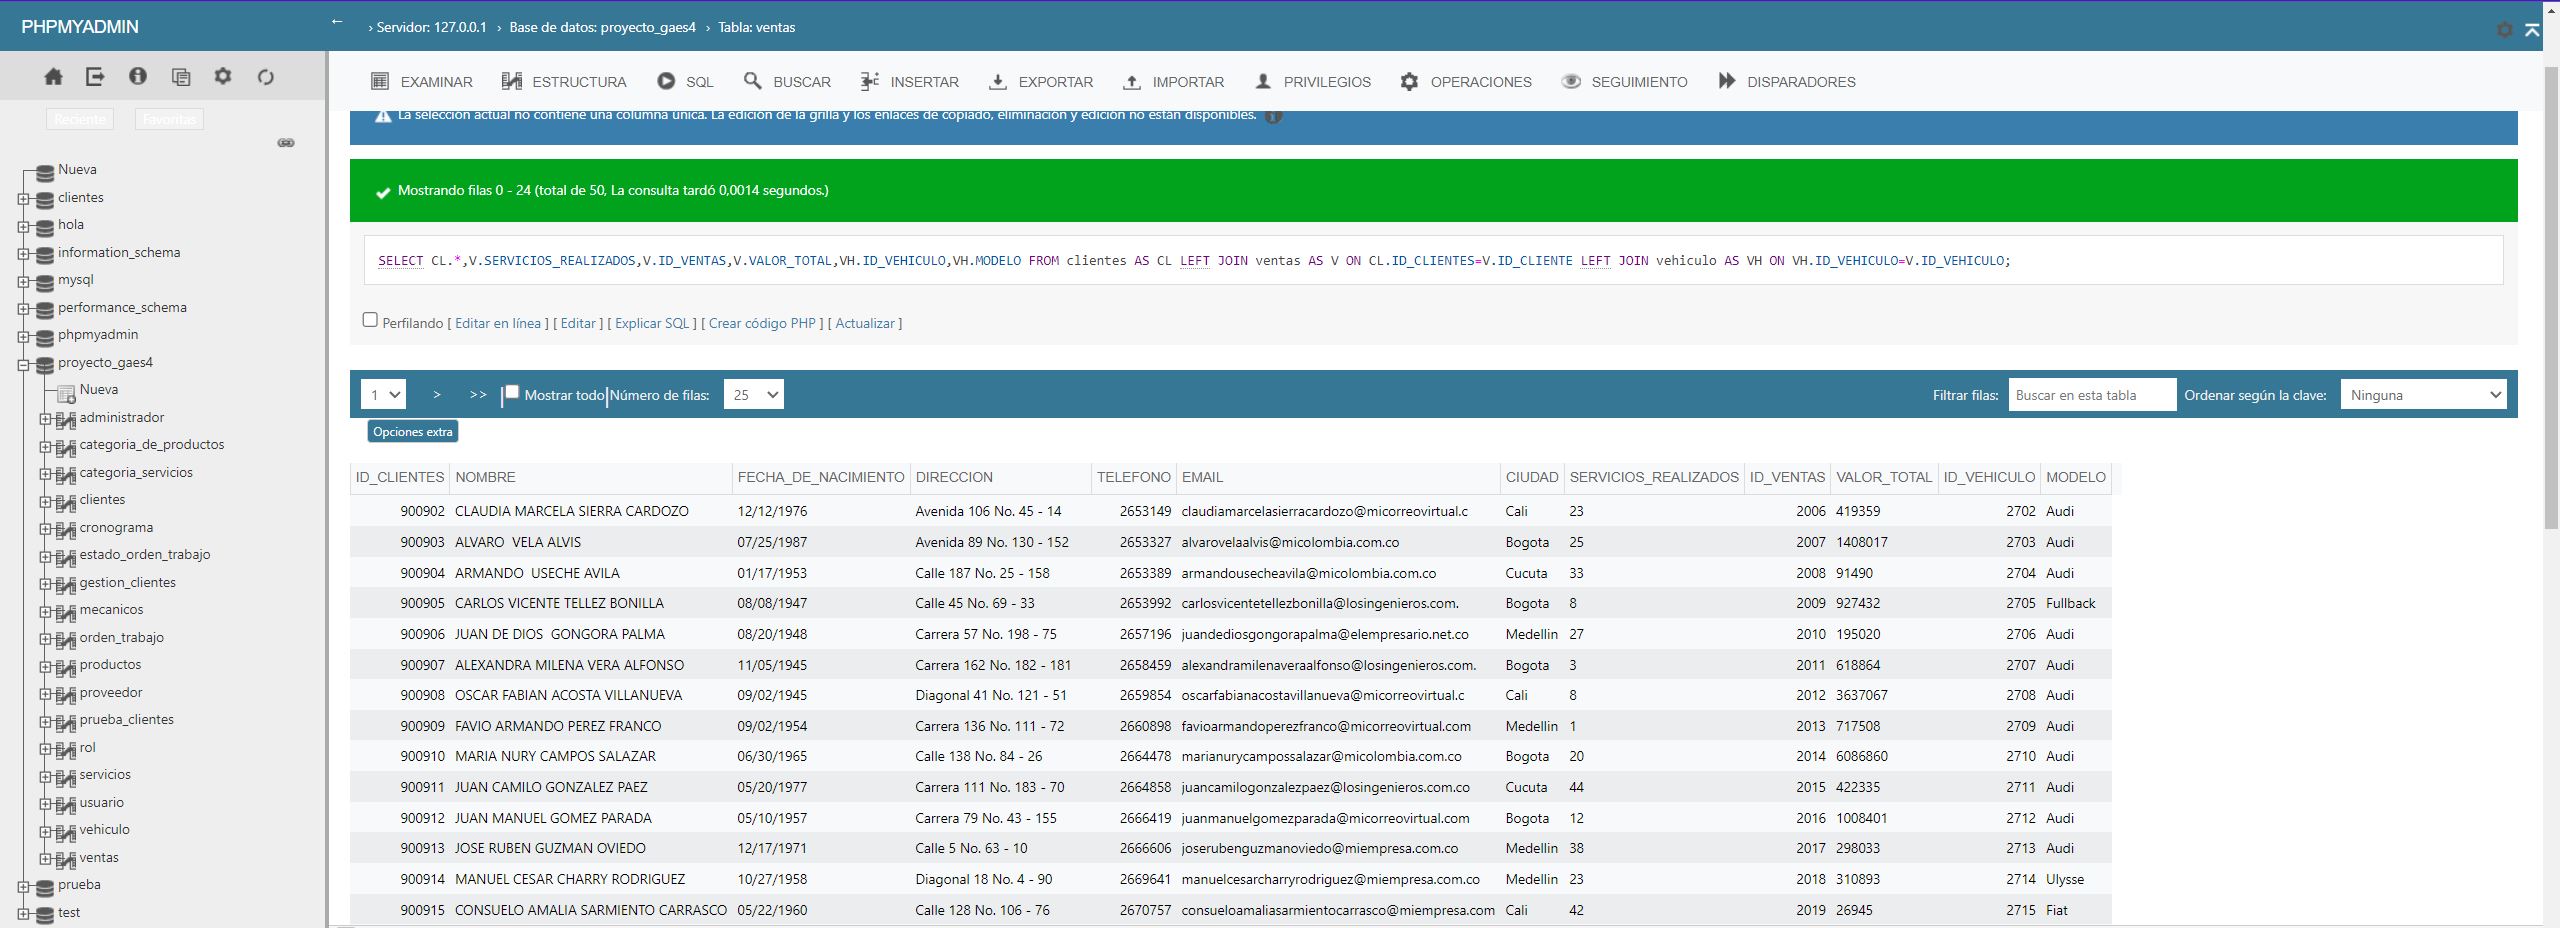 PHPMYADMIN
← › Servidor: 127.0.0.1 › Base de datos: proyecto_gaes4 › Tabla: ventas
EXAMINAR ESTRUCTURA SQL BUSCAR INSERTAR EXPORTAR IMPORTAR PRIVILEGIOS OPERACIONES SEGUIMIENTO DISPARADORES
Reciente Favoritas
Nueva
clientes
hola
information_schema
mysql
performance_schema
phpmyadmin
proyecto_gaes4
Nueva
administrador
categoria_de_productos
categoria_servicios
clientes
cronograma
estado_orden_trabajo
gestion_clientes
mecanicos
orden_trabajo
productos
proveedor
prueba_clientes
rol
servicios
usuario
vehiculo
ventas
prueba
test
La selección actual no contiene una columna única. La edición de la grilla y los enlaces de copiado, eliminación y edición no están disponibles.
Mostrando filas 0 - 24 (total de 50, La consulta tardó 0,0014 segundos.)
SELECT CL.*,V.SERVICIOS_REALIZADOS,V.ID_VENTAS,V.VALOR_TOTAL,VH.ID_VEHICULO,VH.MODELO FROM clientes AS CL LEFT JOIN ventas AS V ON CL.ID_CLIENTES=V.ID_CLIENTE LEFT JOIN vehiculo AS VH ON VH.ID_VEHICULO=V.ID_VEHICULO;
Perfilando [ Editar en línea ] [ Editar ] [ Explicar SQL ] [ Crear código PHP ] [ Actualizar ]
1 > >> | Mostrar todo | Número de filas: 25 Filtrar filas: Buscar en esta tabla Ordenar según la clave: Ninguna
Opciones extra
ID_CLIENTES NOMBRE FECHA_DE_NACIMIENTO DIRECCION TELEFONO EMAIL CIUDAD SERVICIOS_REALIZADOS ID_VENTAS VALOR_TOTAL ID_VEHICULO MODELO
900902 CLAUDIA MARCELA SIERRA CARDOZO 12/12/1976 Avenida 106 No. 45 - 14 2653149 claudiamarcelasierracardozo@micorreovirtual.c Cali 23 2006 419359 2702 Audi
900903 ALVARO VELA ALVIS 07/25/1987 Avenida 89 No. 130 - 152 2653327 alvarovelaalvis@micolombia.com.co Bogota 25 2007 1408017 2703 Audi
900904 ARMANDO USECHE AVILA 01/17/1953 Calle 187 No. 25 - 158 2653389 armandousecheavila@micolombia.com.co Cucuta 33 2008 91490 2704 Audi
900905 CARLOS VICENTE TELLEZ BONILLA 08/08/1947 Calle 45 No. 69 - 33 2653992 carlosvicentetellezbonilla@losingenieros.com. Bogota 8 2009 927432 2705 Fullback
900906 JUAN DE DIOS GONGORA PALMA 08/20/1948 Carrera 57 No. 198 - 75 2657196 juandediosgongorapalma@elempresario.net.co Medellin 27 2010 195020 2706 Audi
900907 ALEXANDRA MILENA VERA ALFONSO 11/05/1945 Carrera 162 No. 182 - 181 2658459 alexandramilenaveraalfonso@losingenieros.com. Bogota 3 2011 618864 2707 Audi
900908 OSCAR FABIAN ACOSTA VILLANUEVA 09/02/1945 Diagonal 41 No. 121 - 51 2659854 oscarfabianacostavillanueva@micorreovirtual.c Cali 8 2012 3637067 2708 Audi
900909 FAVIO ARMANDO PEREZ FRANCO 09/02/1954 Carrera 136 No. 111 - 72 2660898 favioarmandoperezfranco@micorreovirtual.com Medellin 1 2013 717508 2709 Audi
900910 MARIA NURY CAMPOS SALAZAR 06/30/1965 Calle 138 No. 84 - 26 2664478 marianurycampossalazar@micolombia.com.co Bogota 20 2014 6086860 2710 Audi
900911 JUAN CAMILO GONZALEZ PAEZ 05/20/1977 Carrera 111 No. 183 - 70 2664858 juancamilogonzalezpaez@losingenieros.com.co Cucuta 44 2015 422335 2711 Audi
900912 JUAN MANUEL GOMEZ PARADA 05/10/1957 Carrera 79 No. 43 - 155 2666419 juanmanuelgomezparada@micorreovirtual.com Bogota 12 2016 1008401 2712 Audi
900913 JOSE RUBEN GUZMAN OVIEDO 12/17/1971 Calle 5 No. 63 - 10 2666606 joserubenguzmanoviedo@miempresa.com.co Medellin 38 2017 298033 2713 Audi
900914 MANUEL CESAR CHARRY RODRIGUEZ 10/27/1958 Diagonal 18 No. 4 - 90 2669641 manuelcesarcharryrodriguez@miempresa.com.co Medellin 23 2018 310893 2714 Ulysse
900915 CONSUELO AMALIA SARMIENTO CARRASCO 05/22/1960 Calle 128 No. 106 - 76 2670757 consueloamaliasarmientocarrasco@miempresa.com Cali 42 2019 26945 2715 Fiat